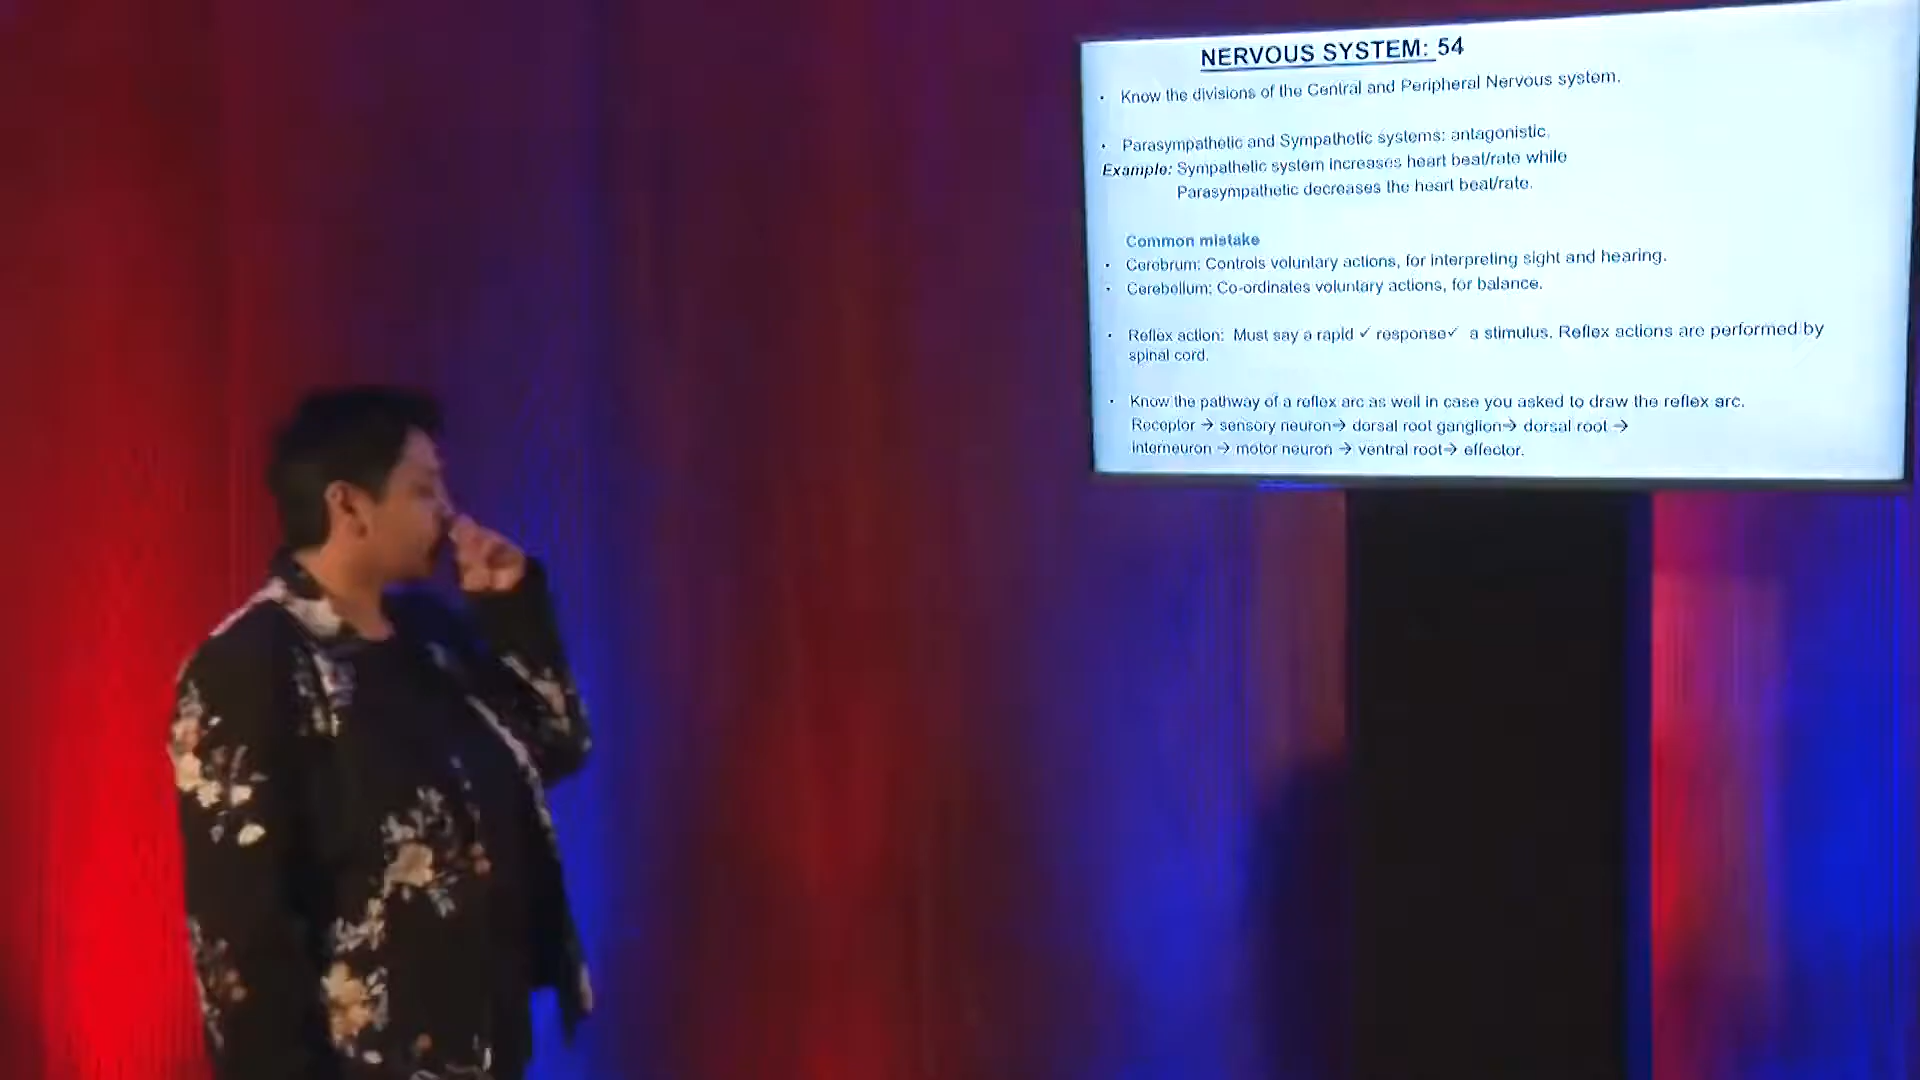 NERVOUS SYSTEM: 54
• Know the divisions of the Central and Peripheral Nervous system.
• Parasympathetic and Sympathetic systems: antagonistic.
Example: Sympathetic system increases heart beat/rate while
Parasympathetic decreases the heart beat/rate.
Common mistake
• Cerebrum: Controls voluntary actions, for interpreting sight and hearing.
• Cerebellum: Co-ordinates voluntary actions, for balance.
• Reflex action: Must say a rapid ✓ response✓ a stimulus. Reflex actions are performed by
spinal cord.
• Know the pathway of a reflex arc as well in case you asked to draw the reflex arc.
Receptor → sensory neuron→ dorsal root ganglion→ dorsal root →
interneuron → motor neuron → ventral root→ effector.